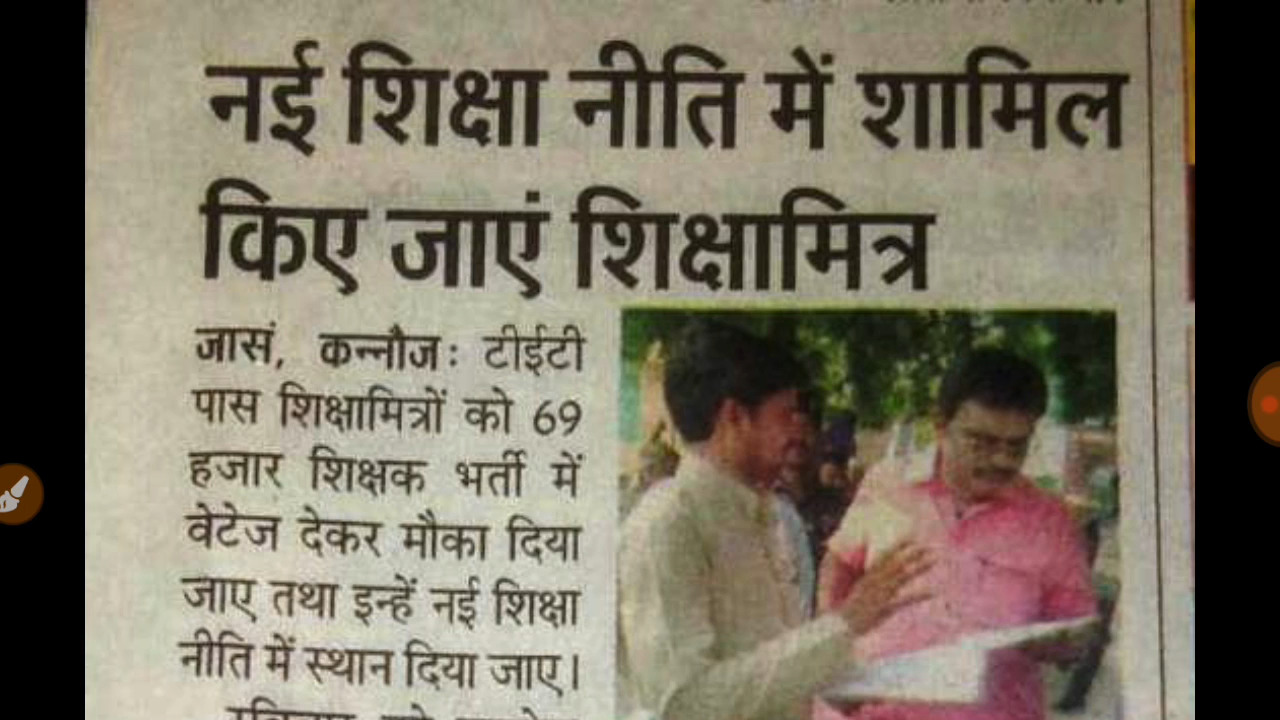 नई शिक्षा नीति में शामिल
किए जाएं शिक्षामित्र
जासं, कन्नौज: टीईटी
पास शिक्षामित्रों को 69
हजार शिक्षक भर्ती में
वेटेज देकर मौका दिया
जाए तथा इन्हें नई शिक्षा
नीति में स्थान दिया जाए।